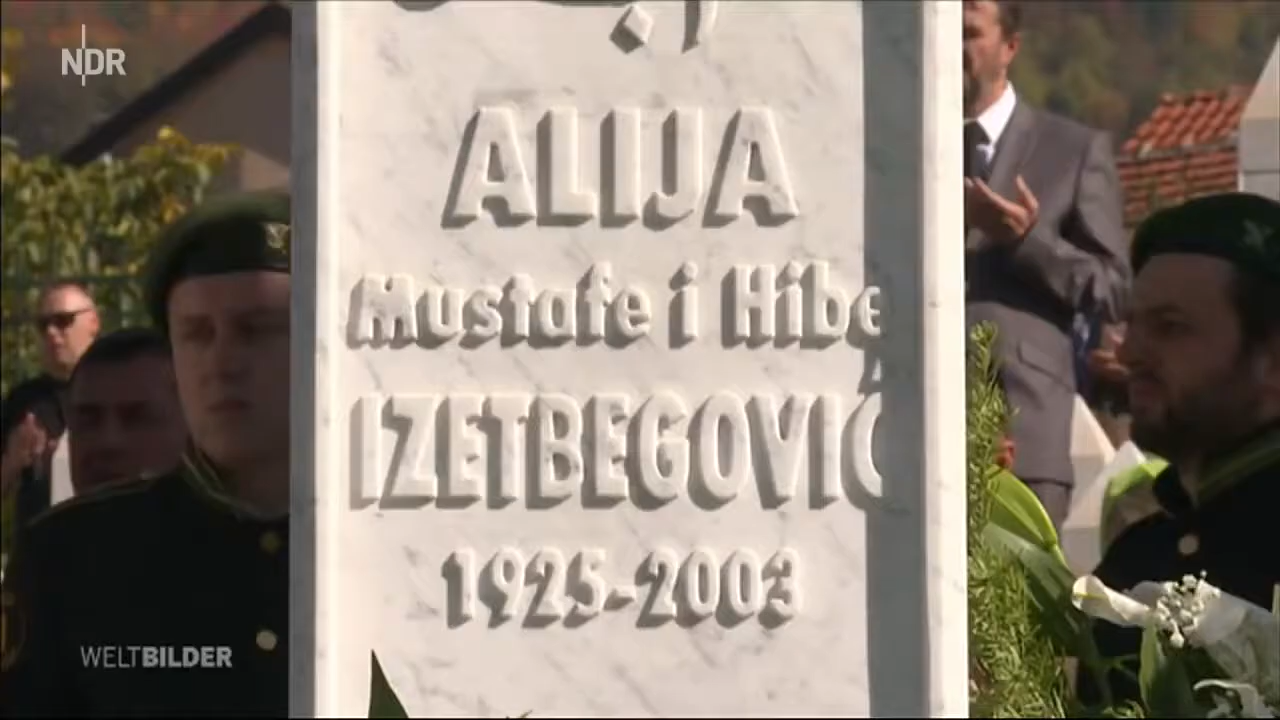 NDR
ALIJA
Mustafe i Hibe
IZETBEGOVIĆ
1925-2003
WELTBILDER